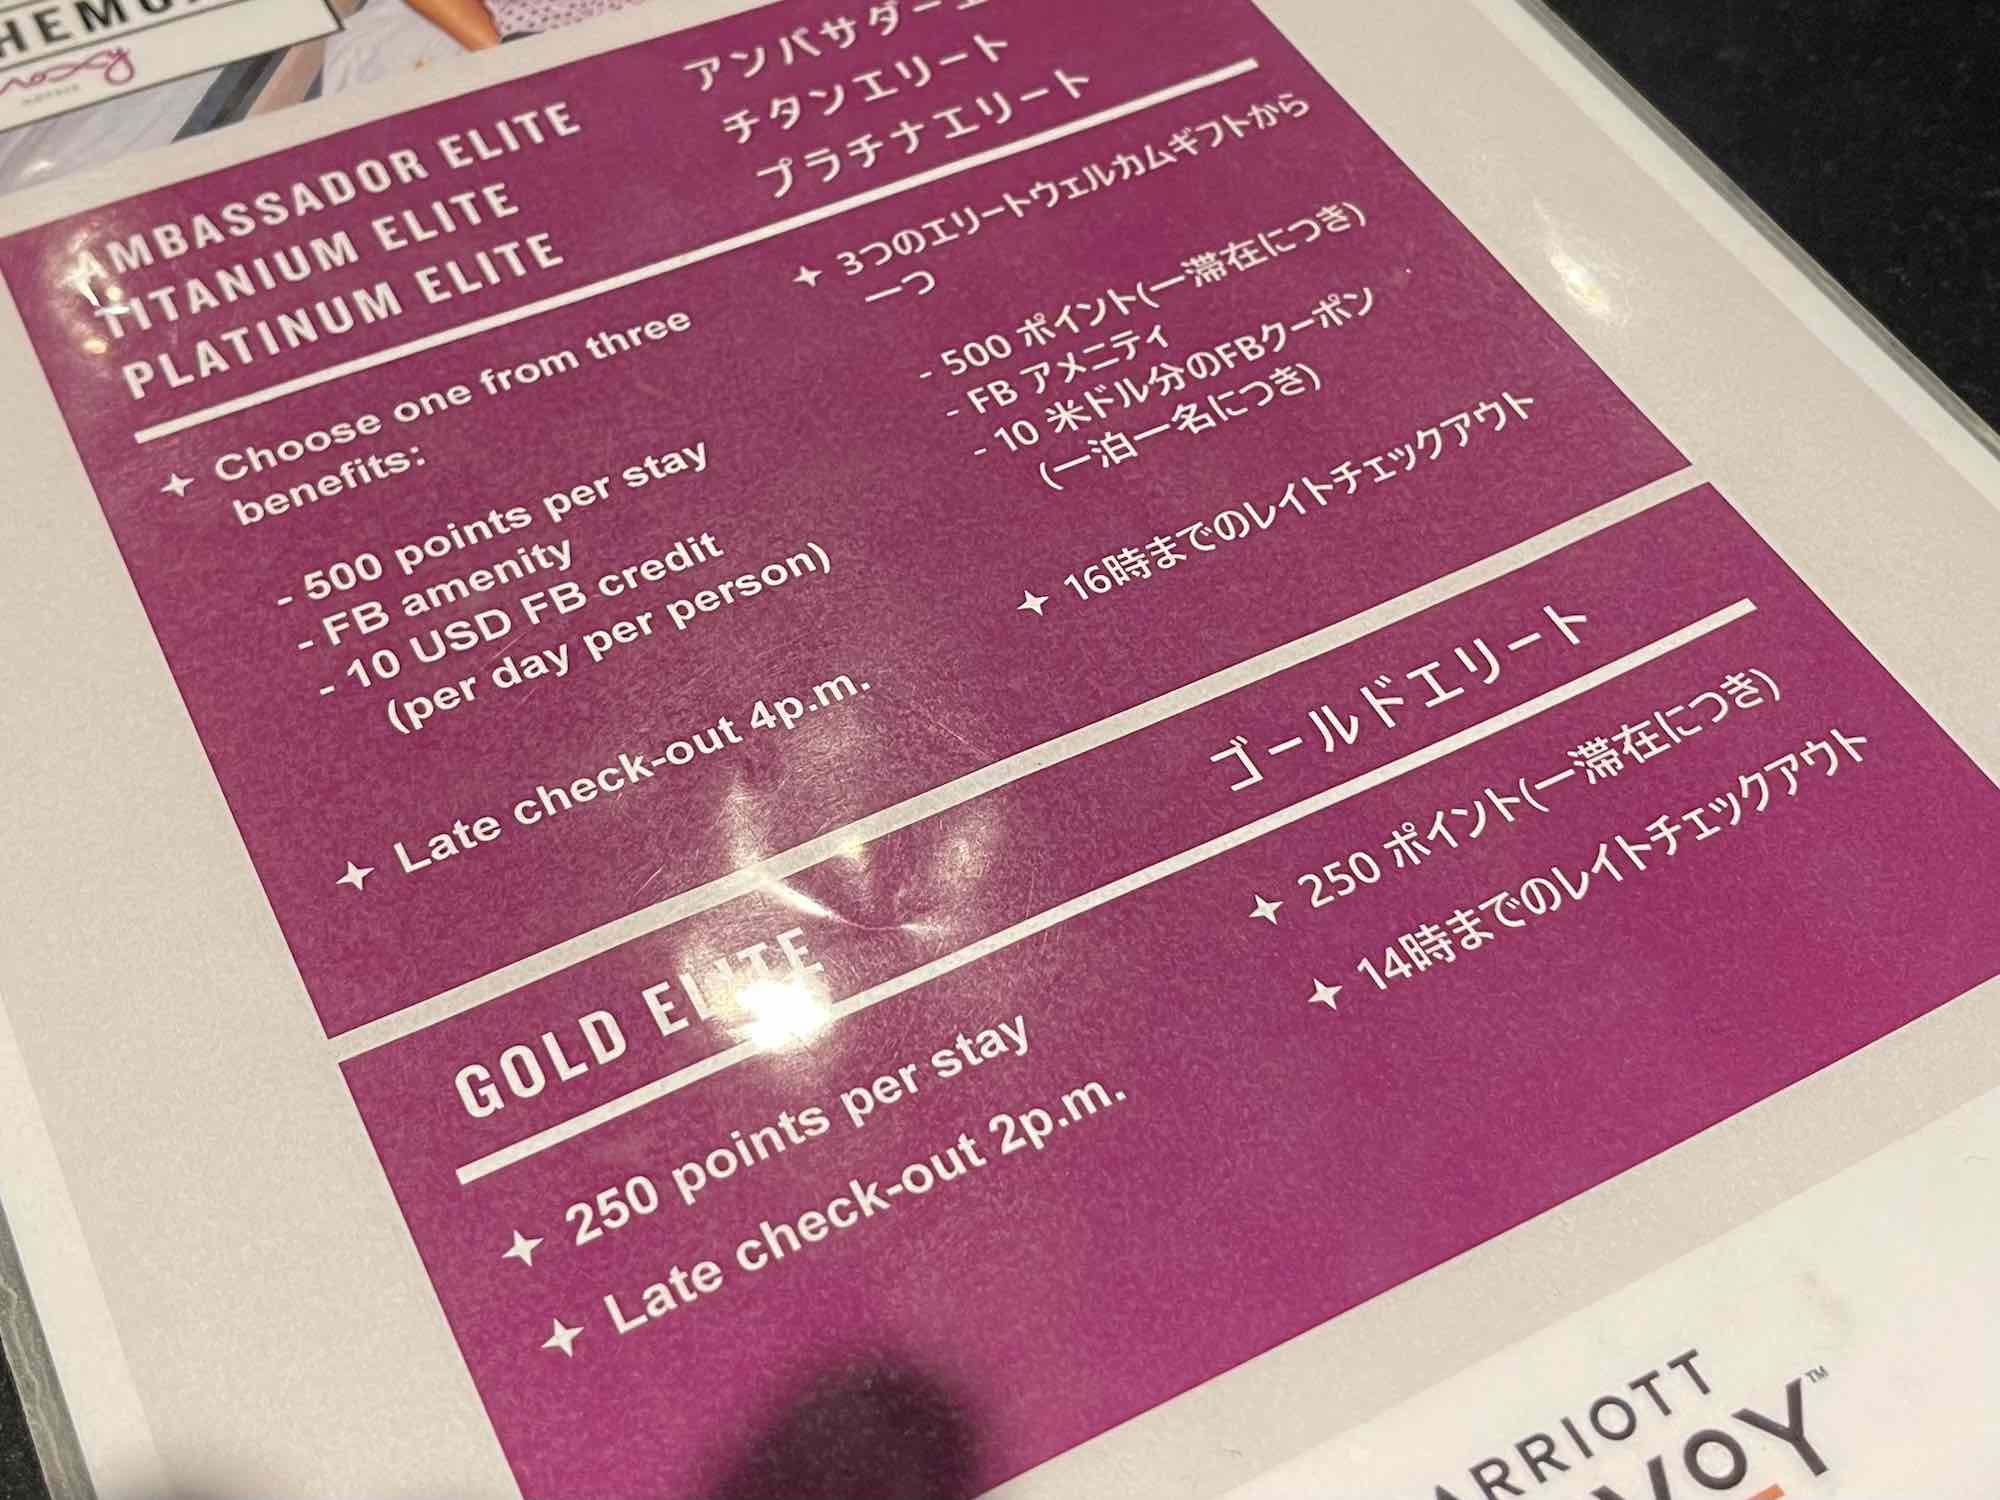 roxy
AMBASSADOR ELITE
TITANIUM ELITE
PLATINUM ELITE
アンバサダーエ
チタンエリート
プラチナエリート
Choose one from three
benefits:
- 500 points per stay
- FB amenity
- 10 USD FB credit
(per day per person)
Late check-out 4p.m.
3つのエリートウェルカムギフトから
一つ
- 500 ポイント(一滞在につき)
- FB アメニティ
- 10 米ドル分のFBクーポン
(一泊一名につき)
16時までのレイトチェックアウト
GOLD ELITE
ゴールドエリート
250 points per stay
Late check-out 2p.m.
250 ポイント(一滞在につき)
14時までのレイトチェックアウト
ARRIOTT
VOY™